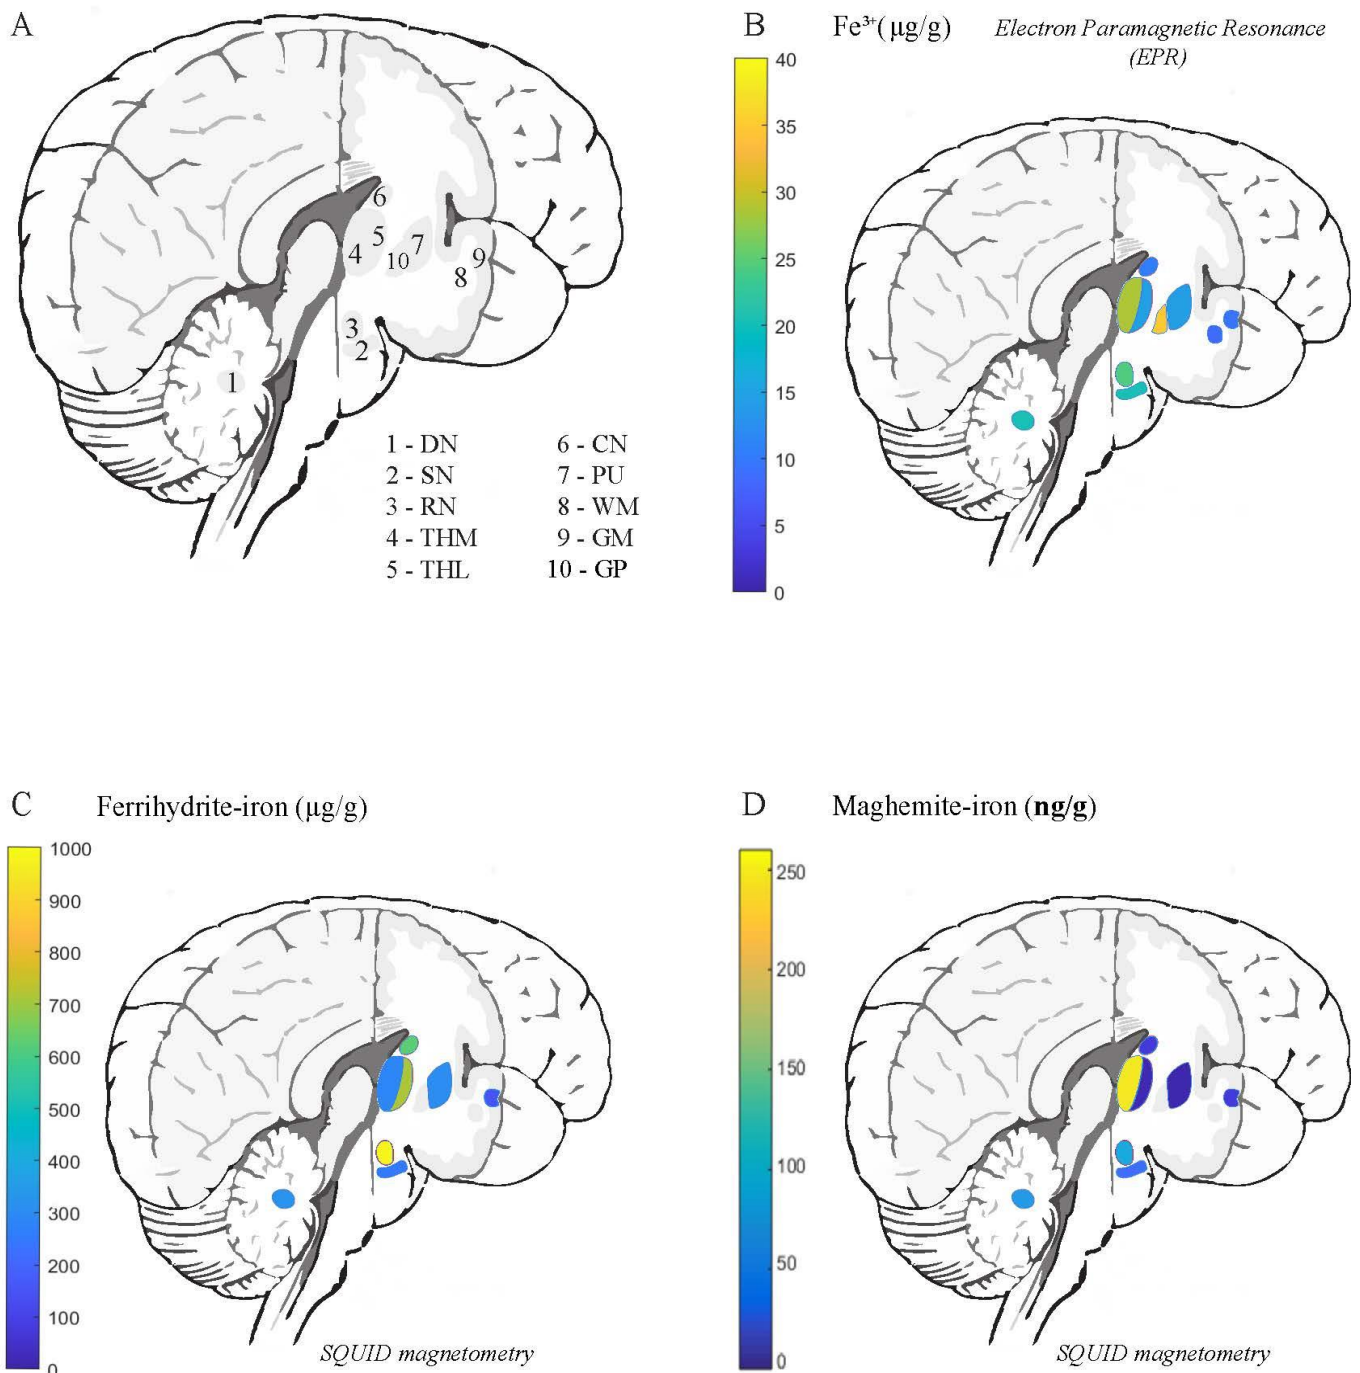 A
6
5
7
4
10
9
8
3
2
1
1 - DN
2 - SN
3 - RN
4 - THM
5 - THL
6 - CN
7 - PU
8 - WM
9 - GM
10 - GP
B
Fe³⁺(µg/g)
Electron Paramagnetic Resonance
(EPR)
40
35
30
25
20
15
10
5
0
C
Ferrihydrite-iron (µg/g)
1000
900
800
700
600
500
400
300
200
100
0
SQUID magnetometry
D
Maghemite-iron (ng/g)
250
200
150
100
50
0
SQUID magnetometry